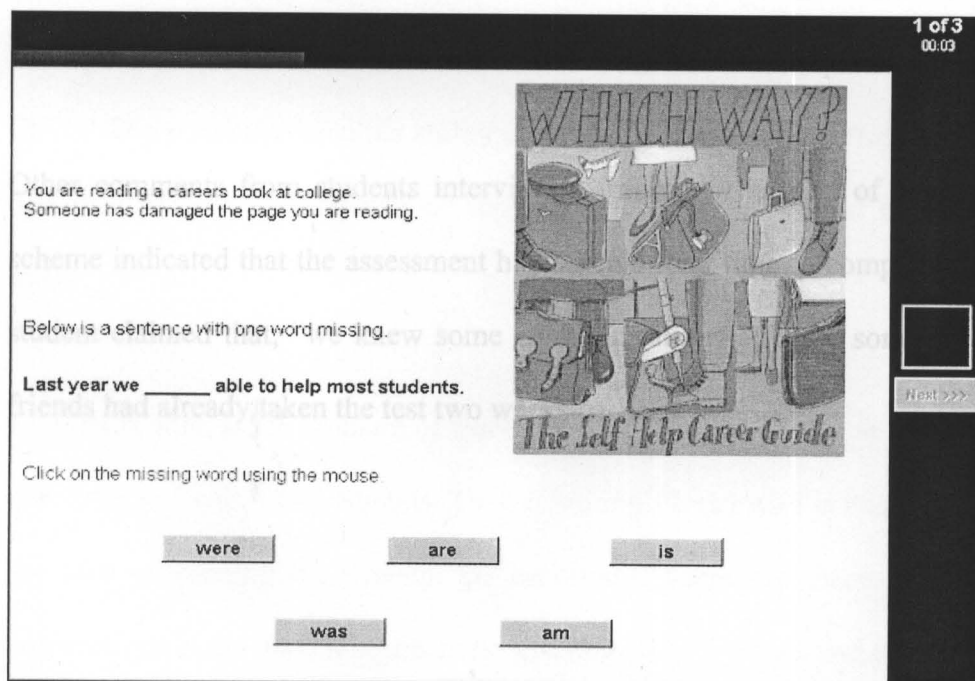 1 of 3
00:03
WHICH WAY?
Other comments from students of
You are reading a careers book at college.
Someone has damaged the page you are reading.
scheme indicated that the assessment
Below is a sentence with one word missing.
student claimed that, we knew some
Last year we ______ able to help most students.
Next >>>
friends had already taken the test two
The Self Help Career Guide
Click on the missing word using the mouse.
were are is
was am